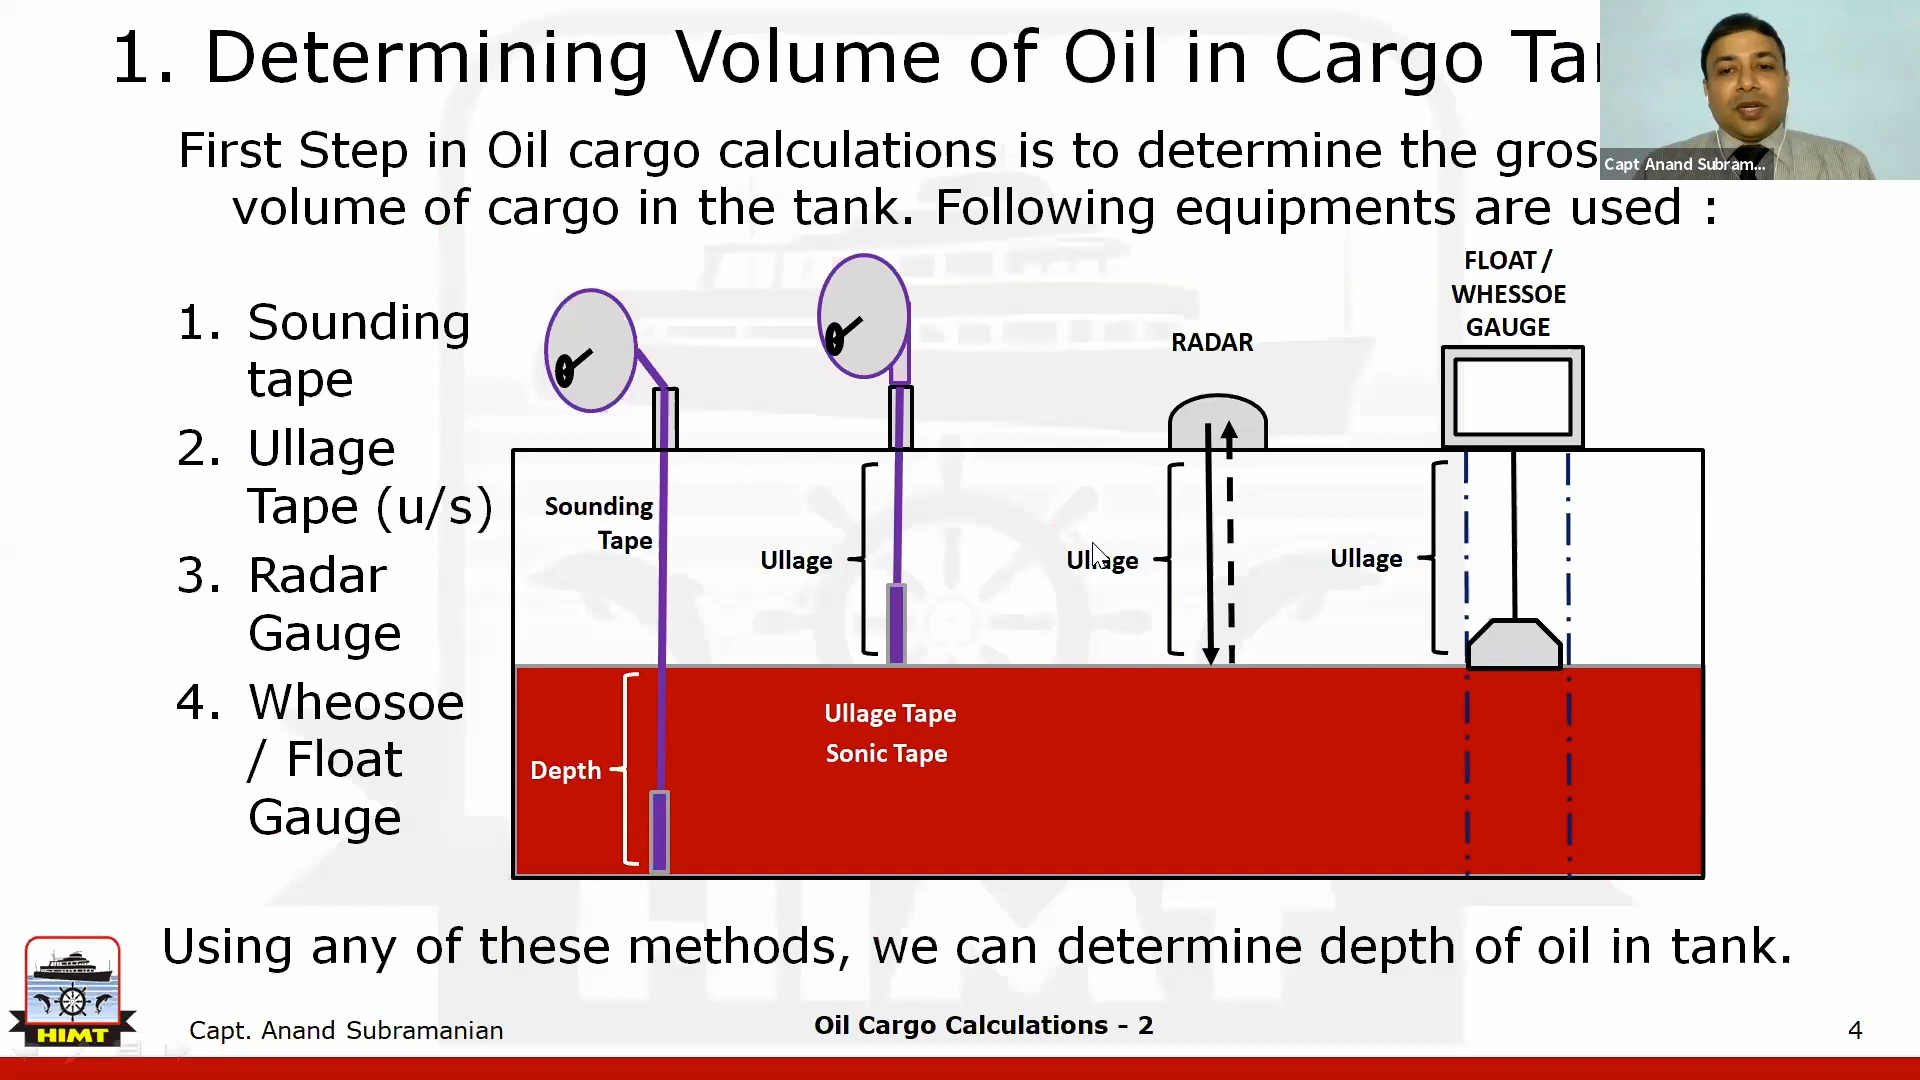 1. Determining Volume of Oil in Cargo
First Step in Oil cargo calculations is to determine the
volume of cargo in the tank. Following equipments are used :
Capt Anand Subram...
1. Sounding
tape
2. Ullage
Tape (u/s)
3. Radar
Gauge
4. Wheosoe
/ Float
Gauge
RADAR
FLOAT /
WHESSOE
GAUGE
Sounding
Tape
Ullage
Ullage
Ullage
Depth
Ullage Tape
Sonic Tape
Using any of these methods, we can determine depth of oil in tank.
HIMT
HIMT
Capt. Anand Subramanian
Oil Cargo Calculations - 2
4